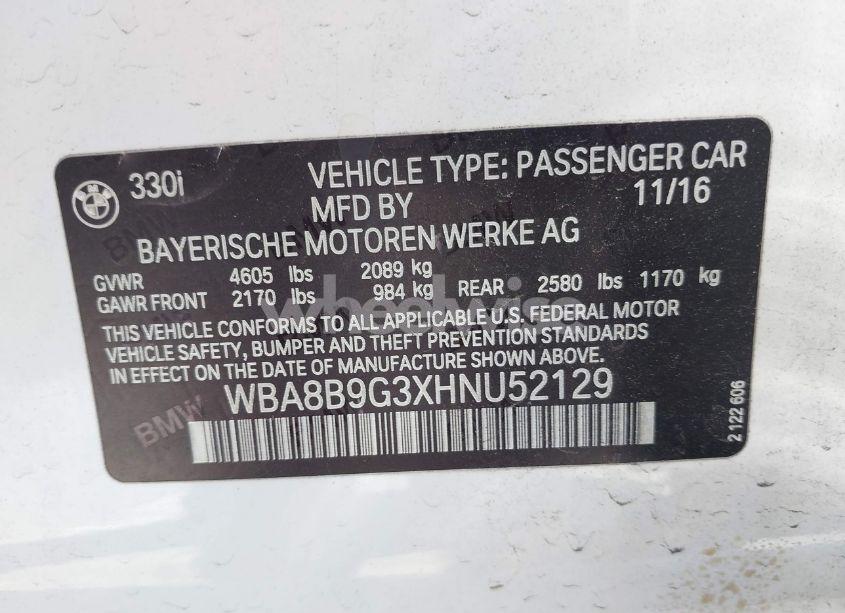 BMW 330i VEHICLE TYPE: PASSENGER CAR
MFD BY 11/16
BAYERISCHE MOTOREN WERKE AG
GVWR 4605 lbs 2089 kg
GAWR FRONT 2170 lbs 984 kg REAR 2580 lbs 1170 kg
THIS VEHICLE CONFORMS TO ALL APPLICABLE U.S. FEDERAL MOTOR
VEHICLE SAFETY, BUMPER AND THEFT PREVENTION STANDARDS
IN EFFECT ON THE DATE OF MANUFACTURE SHOWN ABOVE.
WBA8B9G3XHNU52129
2 122 606
BMW
wheelwise